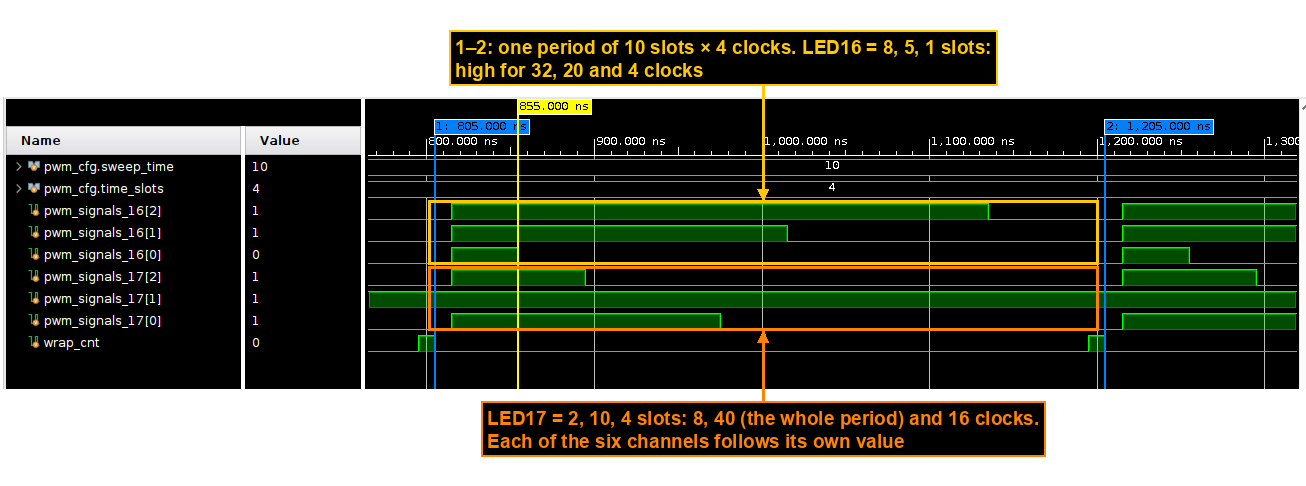 1–2: one period of 10 slots × 4 clocks. LED16 = 8, 5, 1 slots:
high for 32, 20 and 4 clocks
855.000 ns
1: 805.000 ns
2: 1,205.000 ns
Name
Value
800.000 ns
900.000 ns
1,000.000 ns
1,100.000 ns
1,200.000 ns
1,300
pwm_cfg.sweep_time
10
10
pwm_cfg.time_slots
4
4
pwm_signals_16[2]
1
pwm_signals_16[1]
1
pwm_signals_16[0]
0
pwm_signals_17[2]
1
pwm_signals_17[1]
1
pwm_signals_17[0]
1
wrap_cnt
0
LED17 = 2, 10, 4 slots: 8, 40 (the whole period) and 16 clocks.
Each of the six channels follows its own value